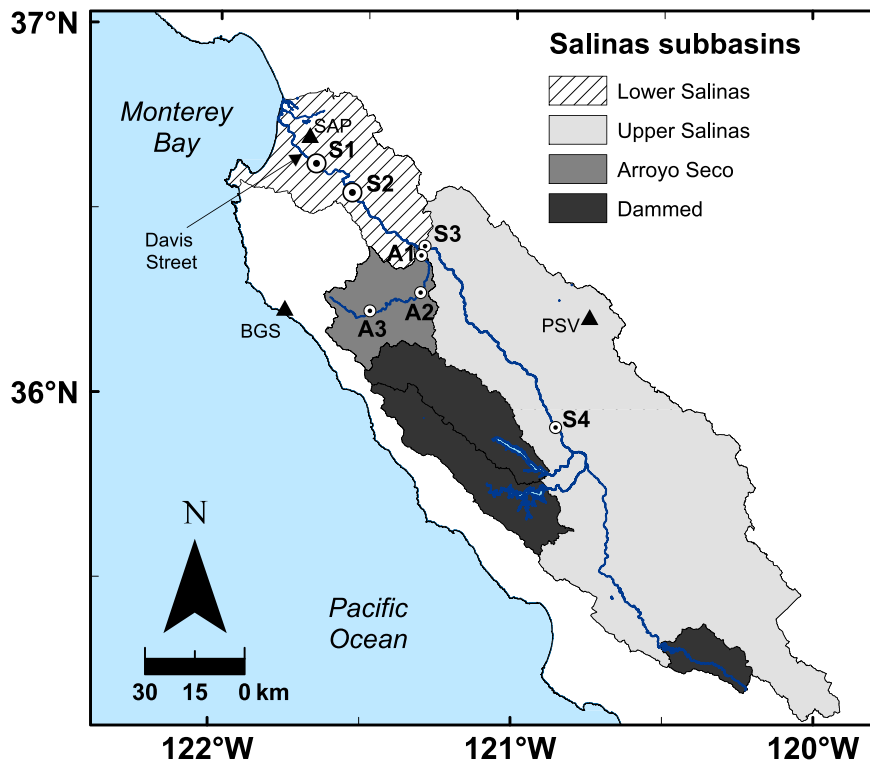 37°N
Salinas subbasins
Lower Salinas
Upper Salinas
Arroyo Seco
Dammed
Monterey
Bay
SAP
S1
S2
Davis
Street
S3
A1
A2
A3
BGS
PSV
36°N
S4
N
Pacific
Ocean
30 15 0 km
122°W
121°W
120°W